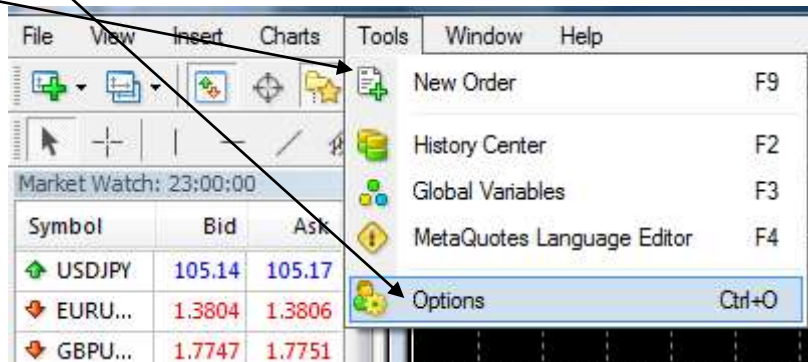 File View Insert Charts Tools Window Help
New Order F9
History Center F2
Global Variables F3
MetaQuotes Language Editor F4
Options Ctrl+O
Market Watch: 23:00:00
Symbol Bid Ask
USDJPY 105.14 105.17
EURU... 1.3804 1.3806
GBPU... 1.7747 1.7751